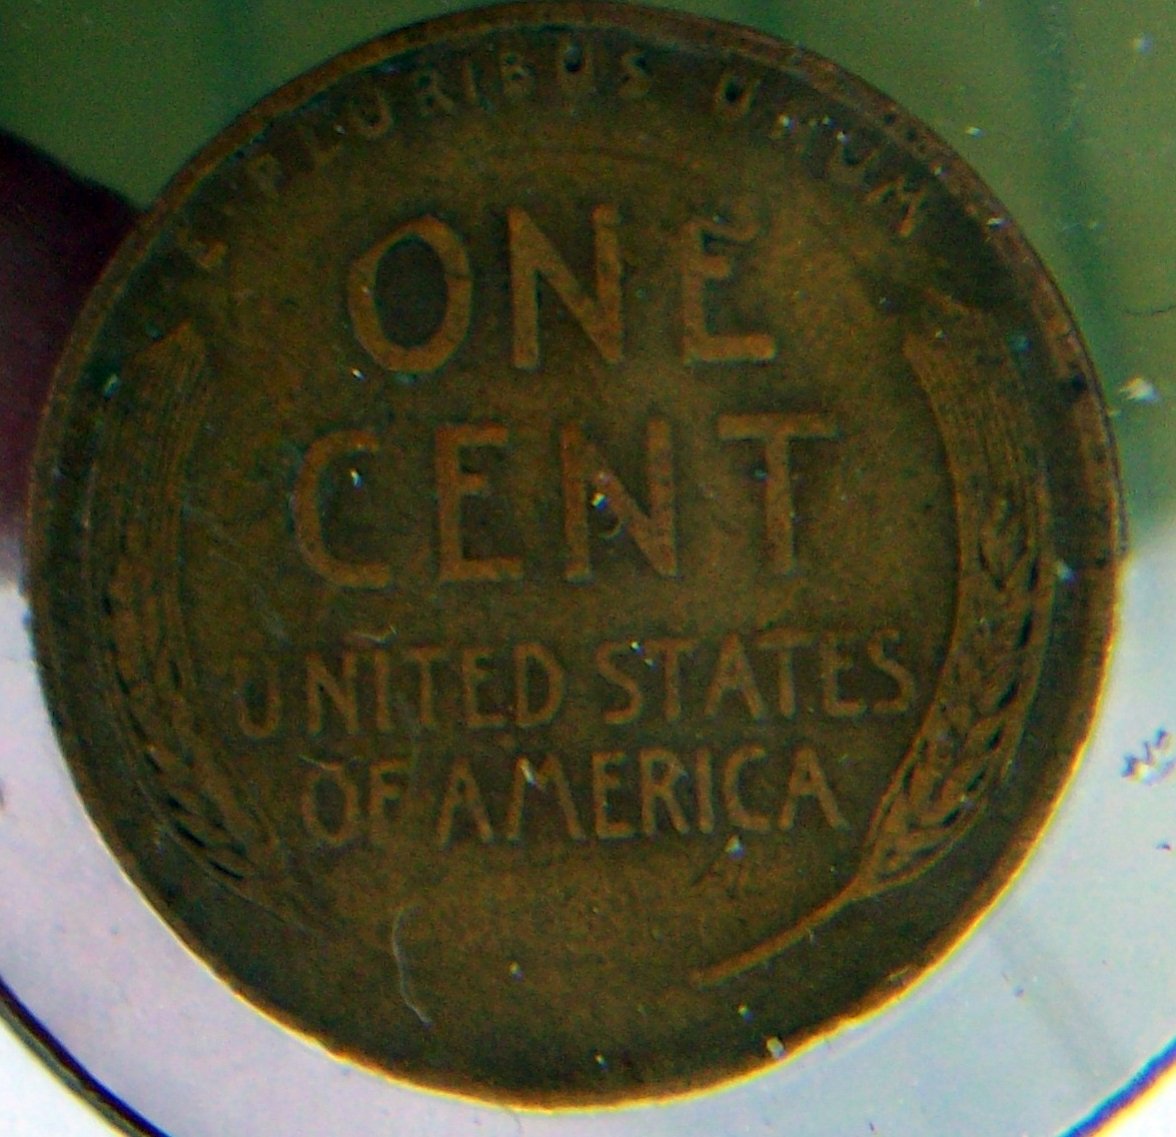 E PLURIBUS UNUM
ONE
CENT
UNITED STATES
OF AMERICA